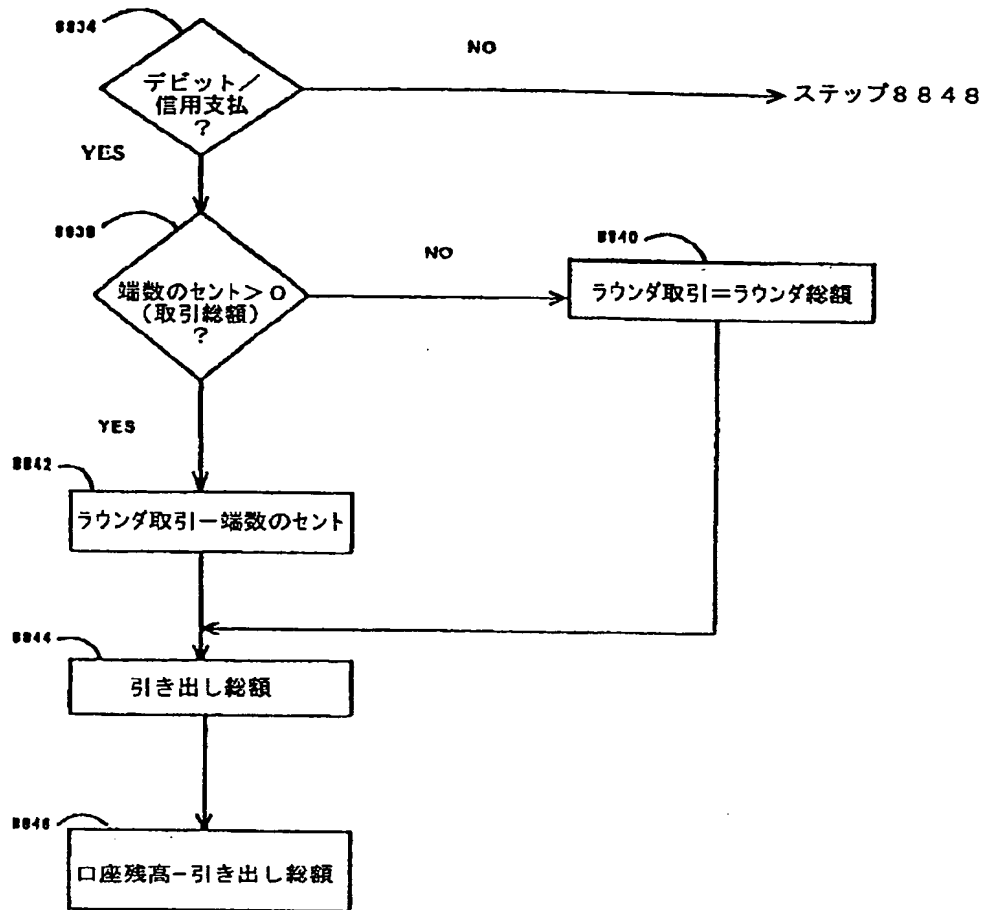 8834
NO
デビット／
信用支払
?
ステップ８８４８
YES
8838
8840
NO
端数のセント＞０
（取引総額）
?
ラウンダ取引＝ラウンダ総額
YES
8842
ラウンダ取引－端数のセント
8844
引き出し総額
8846
口座残高-引き出し総額